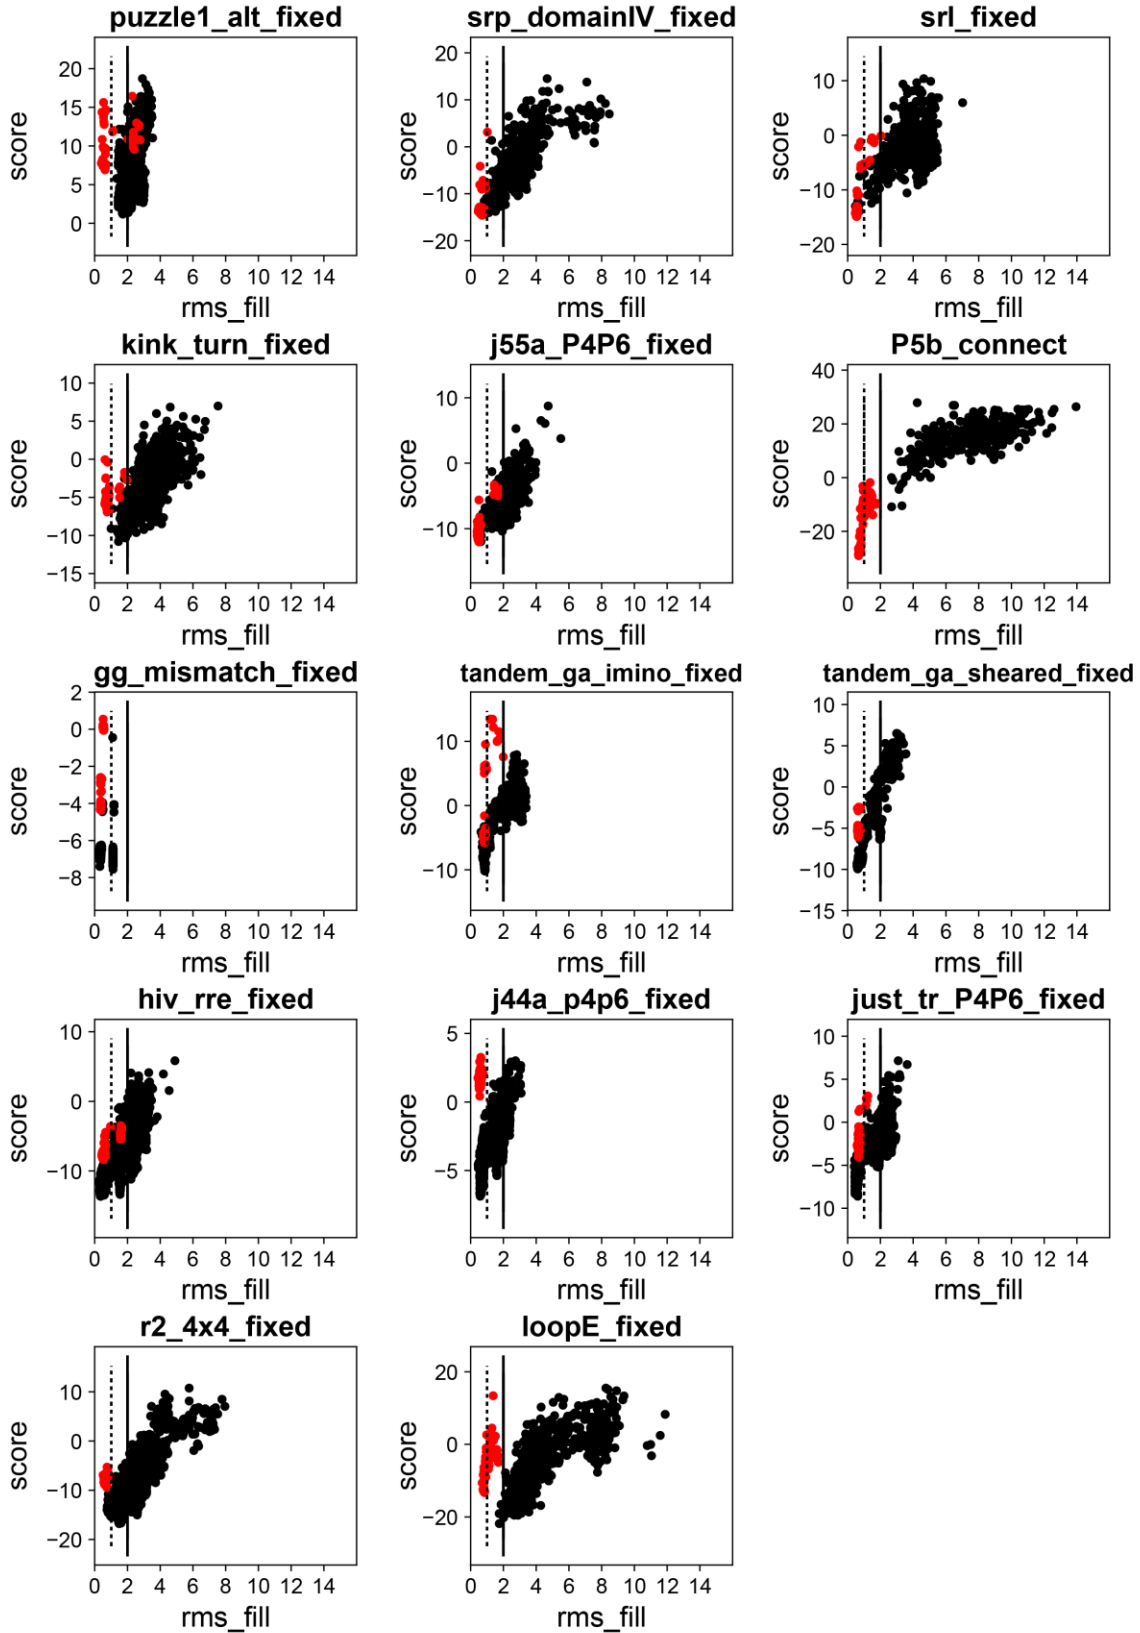 puzzle1_alt_fixed
srp_domainIV_fixed
srl_fixed
score
20
15
10
5
0
0 2 4 6 8 10 12 14
rms_fill
score
20
10
0
−10
−20
0 2 4 6 8 10 12 14
rms_fill
score
10
0
−10
−20
0 2 4 6 8 10 12 14
rms_fill
kink_turn_fixed
j55a_P4P6_fixed
P5b_connect
score
10
5
0
−5
−10
−15
0 2 4 6 8 10 12 14
rms_fill
score
10
0
−10
0 2 4 6 8 10 12 14
rms_fill
score
40
20
0
−20
0 2 4 6 8 10 12 14
rms_fill
gg_mismatch_fixed
tandem_ga_imino_fixed
tandem_ga_sheared_fixed
score
2
0
−2
−4
−6
−8
0 2 4 6 8 10 12 14
rms_fill
score
10
0
−10
0 2 4 6 8 10 12 14
rms_fill
score
10
5
0
−5
−10
−15
0 2 4 6 8 10 12 14
rms_fill
hiv_rre_fixed
j44a_p4p6_fixed
just_tr_P4P6_fixed
score
10
0
−10
0 2 4 6 8 10 12 14
rms_fill
score
5
0
−5
0 2 4 6 8 10 12 14
rms_fill
score
10
5
0
−5
−10
0 2 4 6 8 10 12 14
rms_fill
r2_4x4_fixed
loopE_fixed
score
10
0
−10
−20
0 2 4 6 8 10 12 14
rms_fill
score
20
0
−20
0 2 4 6 8 10 12 14
rms_fill